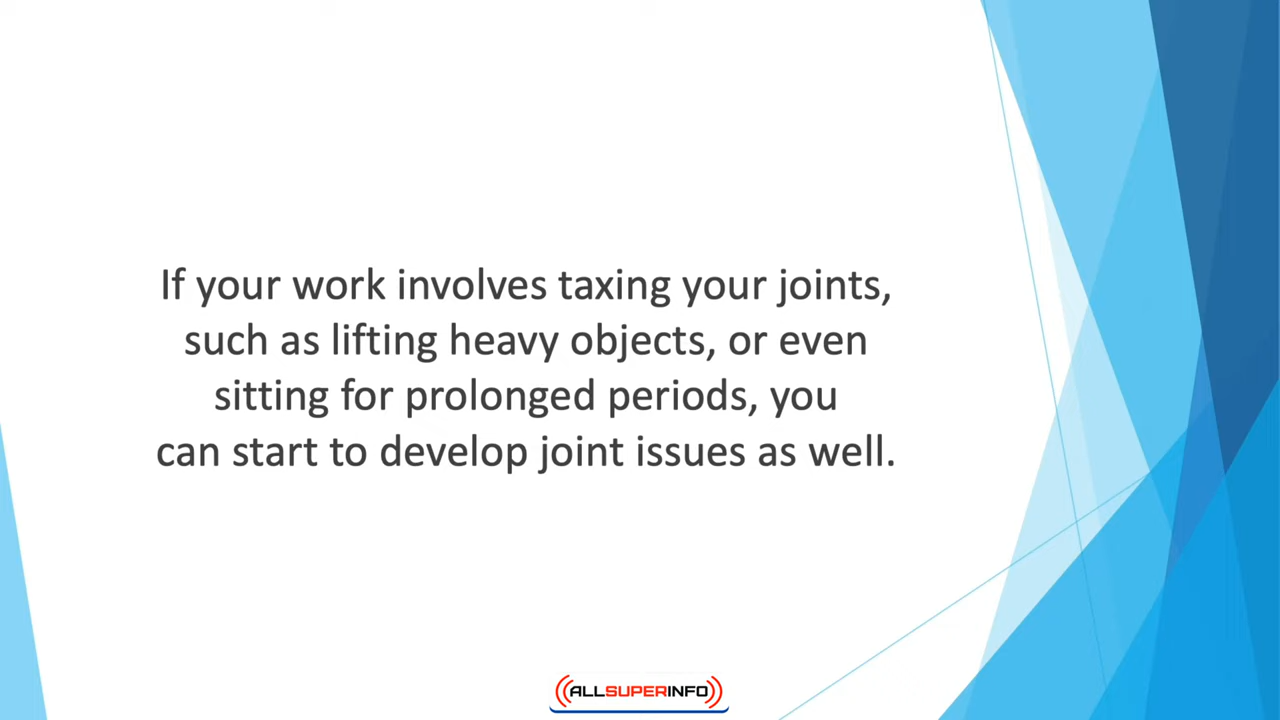 If your work involves taxing your joints,
such as lifting heavy objects, or even
sitting for prolonged periods, you
can start to develop joint issues as well.
ALLSUPERINFO